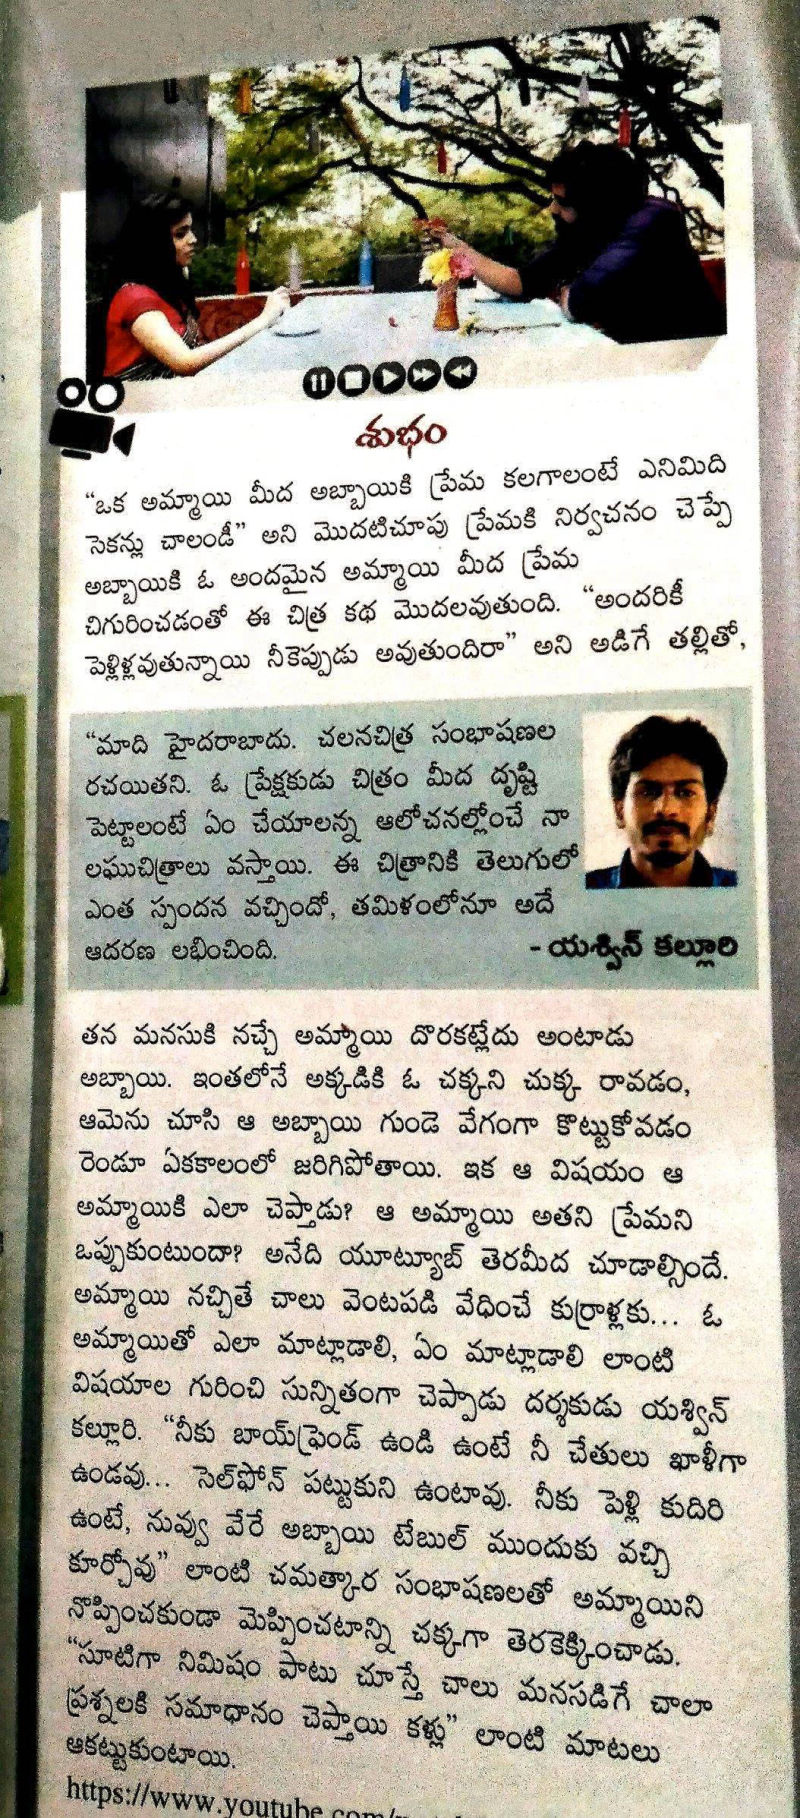 శుభం
“ఒక అమ్మాయి మీద అబ్బాయికి ప్రేమ కలగాలంటే ఎనిమిది
సెకన్లు చాలండీ” అని మొదటిచూపు ప్రేమకి నిర్వచనం చెప్పే
అబ్బాయికి ఓ అందమైన అమ్మాయి మీద ప్రేమ
చిగురించడంతో ఈ చిత్ర కథ మొదలవుతుంది. “అందరికీ
పెళ్లిళ్లవుతున్నాయి నీకెప్పుడు అవుతుందిరా” అని అడిగే తల్లితో,
“మాది హైదరాబాదు. చలనచిత్ర సంభాషణల
రచయితని. ఓ ప్రేక్షకుడు చిత్రం మీద దృష్టి
పెట్టాలంటే ఏం చేయాలన్న ఆలోచనల్లోంచే నా
లఘుచిత్రాలు వస్తాయి. ఈ చిత్రానికి తెలుగులో
ఎంత స్పందన వచ్చిందో, తమిళంలోనూ అదే
ఆదరణ లభించింది.
- యశ్విన్ కల్లూరి
తన మనసుకి నచ్చే అమ్మాయి దొరకట్లేదు అంటాడు
అబ్బాయి. ఇంతలోనే అక్కడికి ఓ చక్కని చుక్క రావడం,
ఆమెను చూసి ఆ అబ్బాయి గుండె వేగంగా కొట్టుకోవడం
రెండూ ఏకకాలంలో జరిగిపోతాయి. ఇక ఆ విషయం ఆ
అమ్మాయికి ఎలా చెప్తాడు? ఆ అమ్మాయి అతని ప్రేమని
ఒప్పుకుంటుందా? అనేది యూట్యూబ్ తెరమీద చూడాల్సిందే.
అమ్మాయి నచ్చితే చాలు వెంటపడి వేధించే కుర్రాళ్లకు... ఓ
అమ్మాయితో ఎలా మాట్లాడాలి, ఏం మాట్లాడాలి లాంటి
విషయాల గురించి సున్నితంగా చెప్పాడు దర్శకుడు యశ్విన్
కల్లూరి. “నీకు బాయ్‌ఫ్రెండ్ ఉండి ఉంటే నీ చేతులు ఖాళీగా
ఉండవు... సెల్‌ఫోన్ పట్టుకుని ఉంటావు. నీకు పెళ్లి కుదిరి
ఉంటే, నువ్వు వేరే అబ్బాయి టేబుల్ ముందుకు వచ్చి
కూర్చోవు” లాంటి చమత్కార సంభాషణలతో అమ్మాయిని
నొప్పించకుండా మెప్పించటాన్ని చక్కగా తెరకెక్కించాడు.
“సూటిగా నిమిషం పాటు చూస్తే చాలు మనసడిగే చాలా
ప్రశ్నలకి సమాధానం చెప్తాయి కళ్లు” లాంటి మాటలు
ఆకట్టుకుంటాయి.
https://www.youtube.com/